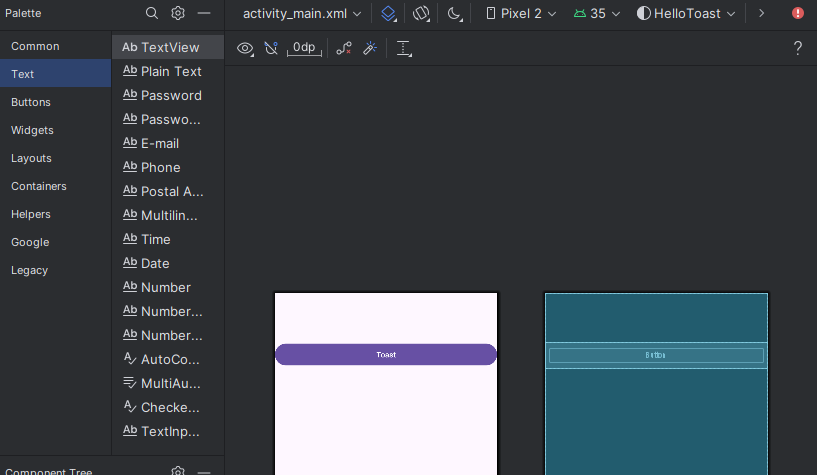 Palette
activity_main.xml
Pixel 2
35
HelloToast
Common
Text
Buttons
Widgets
Layouts
Containers
Helpers
Google
Legacy
Ab TextView
Ab Plain Text
Ab Password
Ab Passwo...
Ab E-mail
Ab Phone
Ab Postal A...
Ab Multilin...
Ab Time
Ab Date
Ab Number
Ab Number...
Ab Number...
AutoCo...
MultiAu...
Checke...
Ab TextInp...
0dp
?
Toast
Button
Component Tree